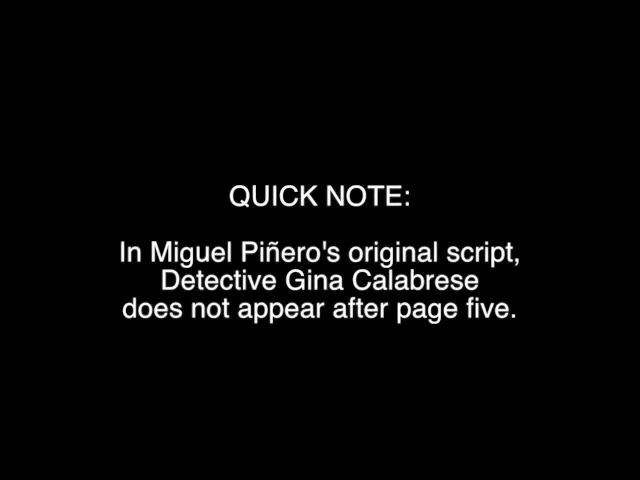 QUICK NOTE:
In Miguel Piñero's original script,
Detective Gina Calabrese
does not appear after page five.